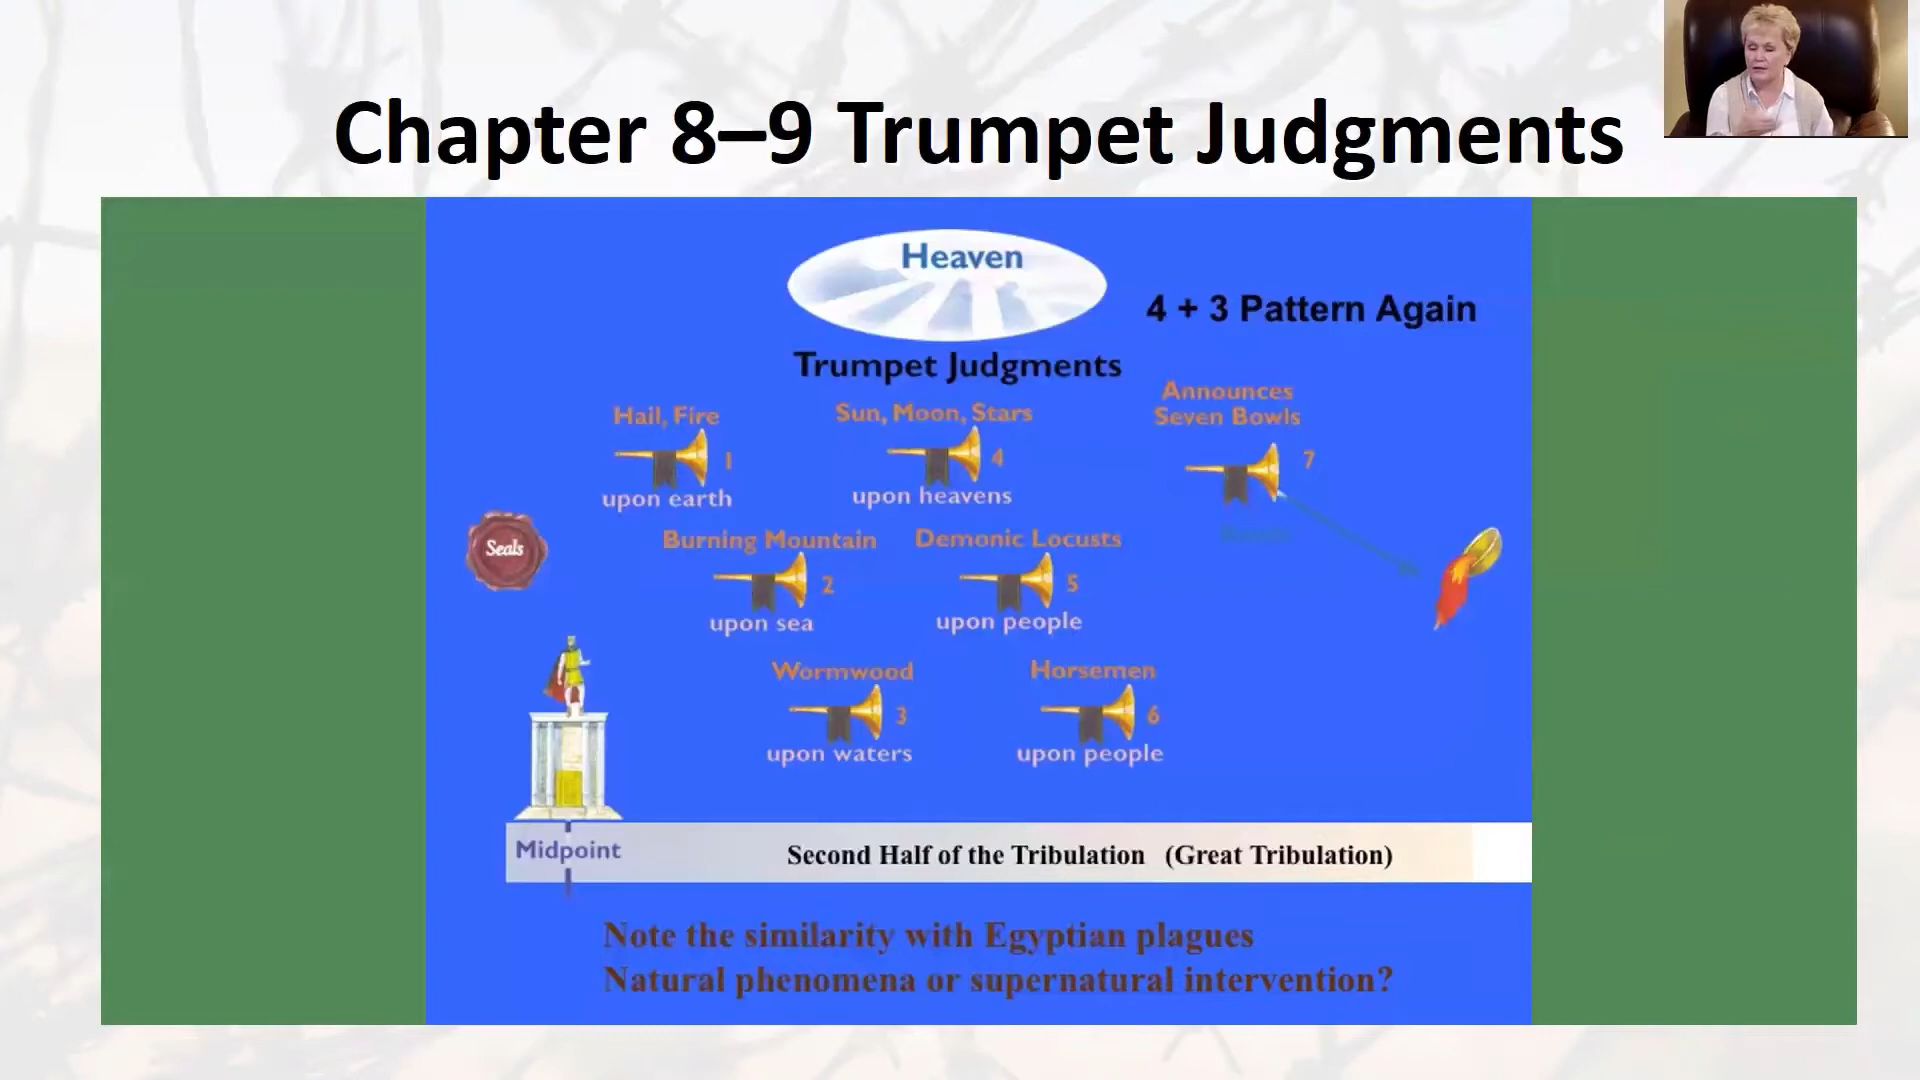 Chapter 8–9 Trumpet Judgments
Heaven
4 + 3 Pattern Again
Trumpet Judgments
Hail, Fire
1
upon earth
Sun, Moon, Stars
4
upon heavens
Announces
Seven Bowls
7
Seals
Burning Mountain
2
upon sea
Demonic Locusts
5
upon people
Wormwood
3
upon waters
Horsemen
6
upon people
Midpoint
Second Half of the Tribulation (Great Tribulation)
Note the similarity with Egyptian plagues
Natural phenomena or supernatural intervention?